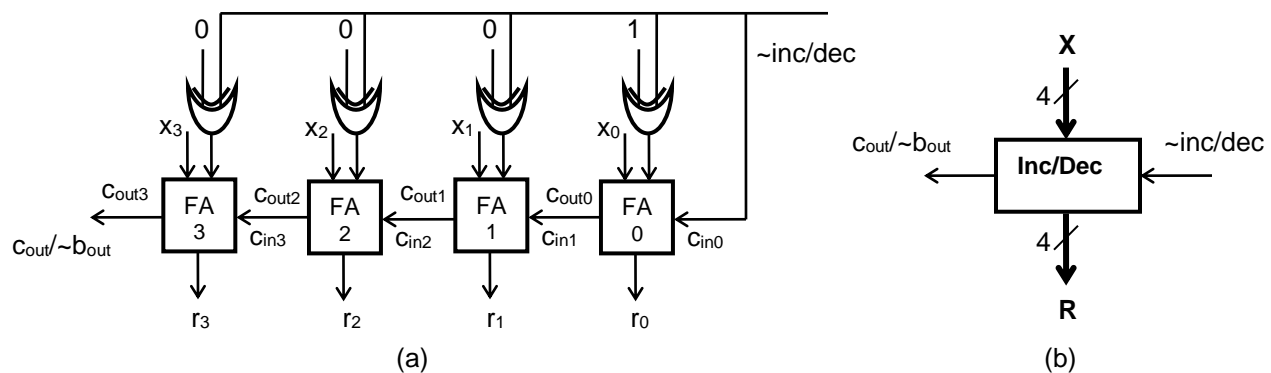 0 0 0 1
~inc/dec
x3 x2 x1 x0
cout3 cout2 cout1 cout0
FA 3
FA 2
FA 1
FA 0
cin3 cin2 cin1 cin0
cout/~bout
r3 r2 r1 r0
(a)
X
4
cout/~bout
Inc/Dec
~inc/dec
4
R
(b)